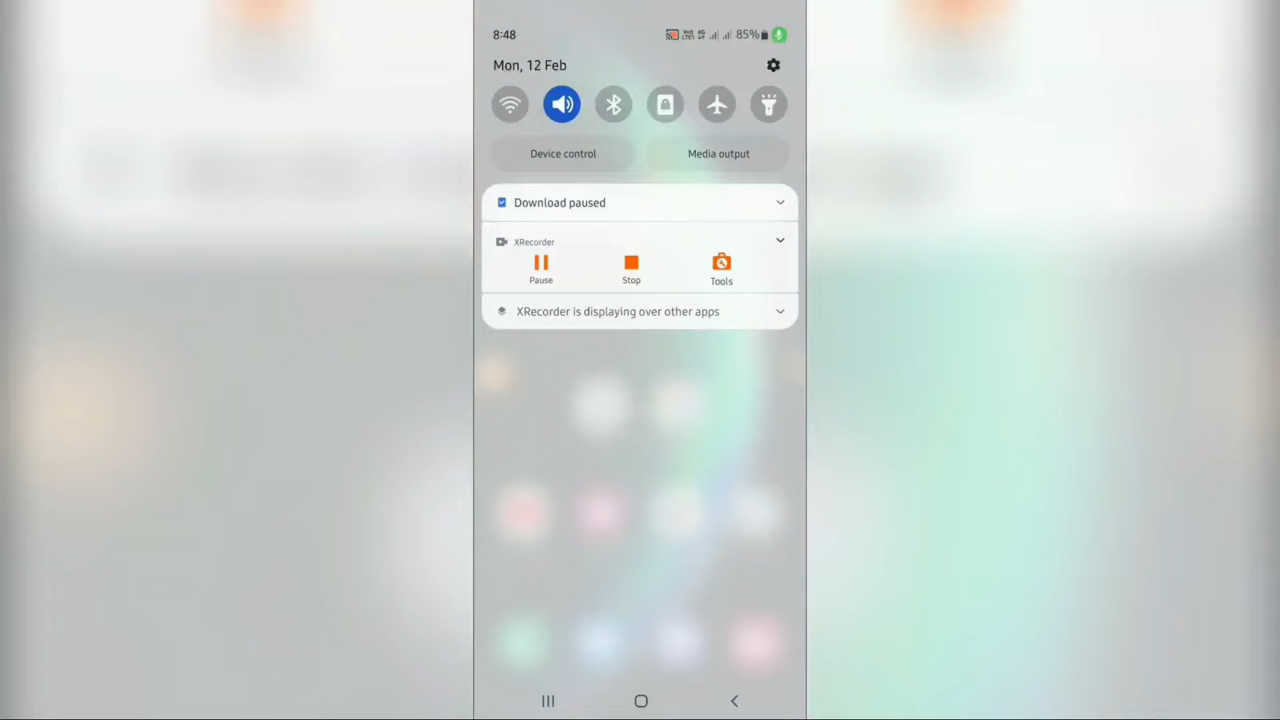 8:48
85%
Mon, 12 Feb
Device control
Media output
Download paused
XRecorder
Pause
Stop
Tools
XRecorder is displaying over other apps